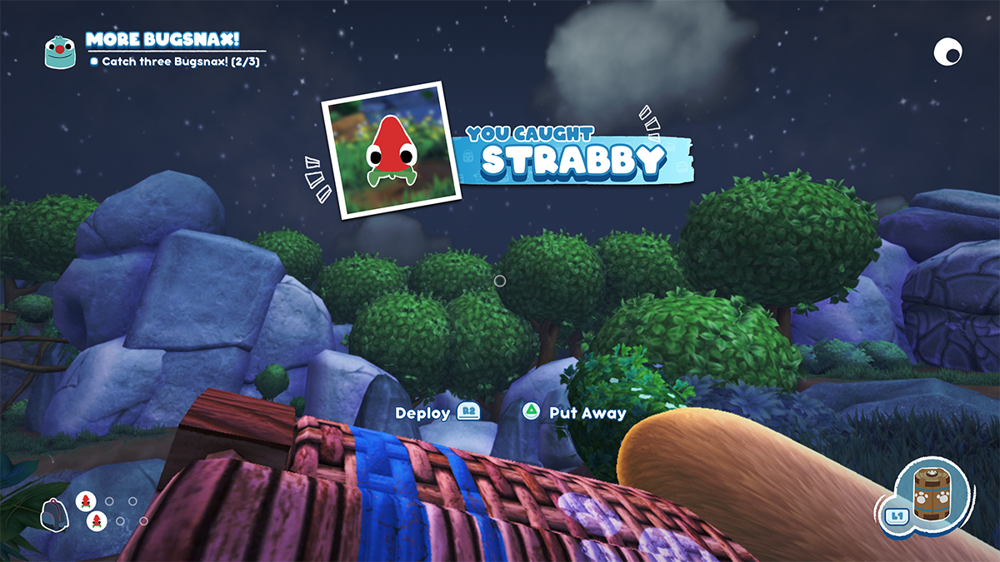 MORE BUGSNAX!
Catch three Bugsnax! (2/3)
YOU CAUGHT
STRABBY
Deploy R2
Put Away
L1